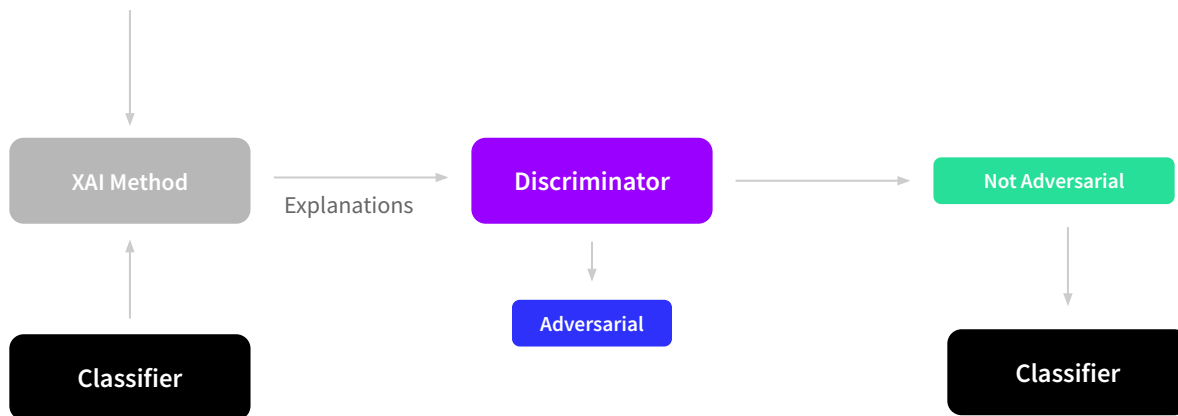 XAI Method
Explanations
Discriminator
Not Adversarial
Adversarial
Classifier
Classifier